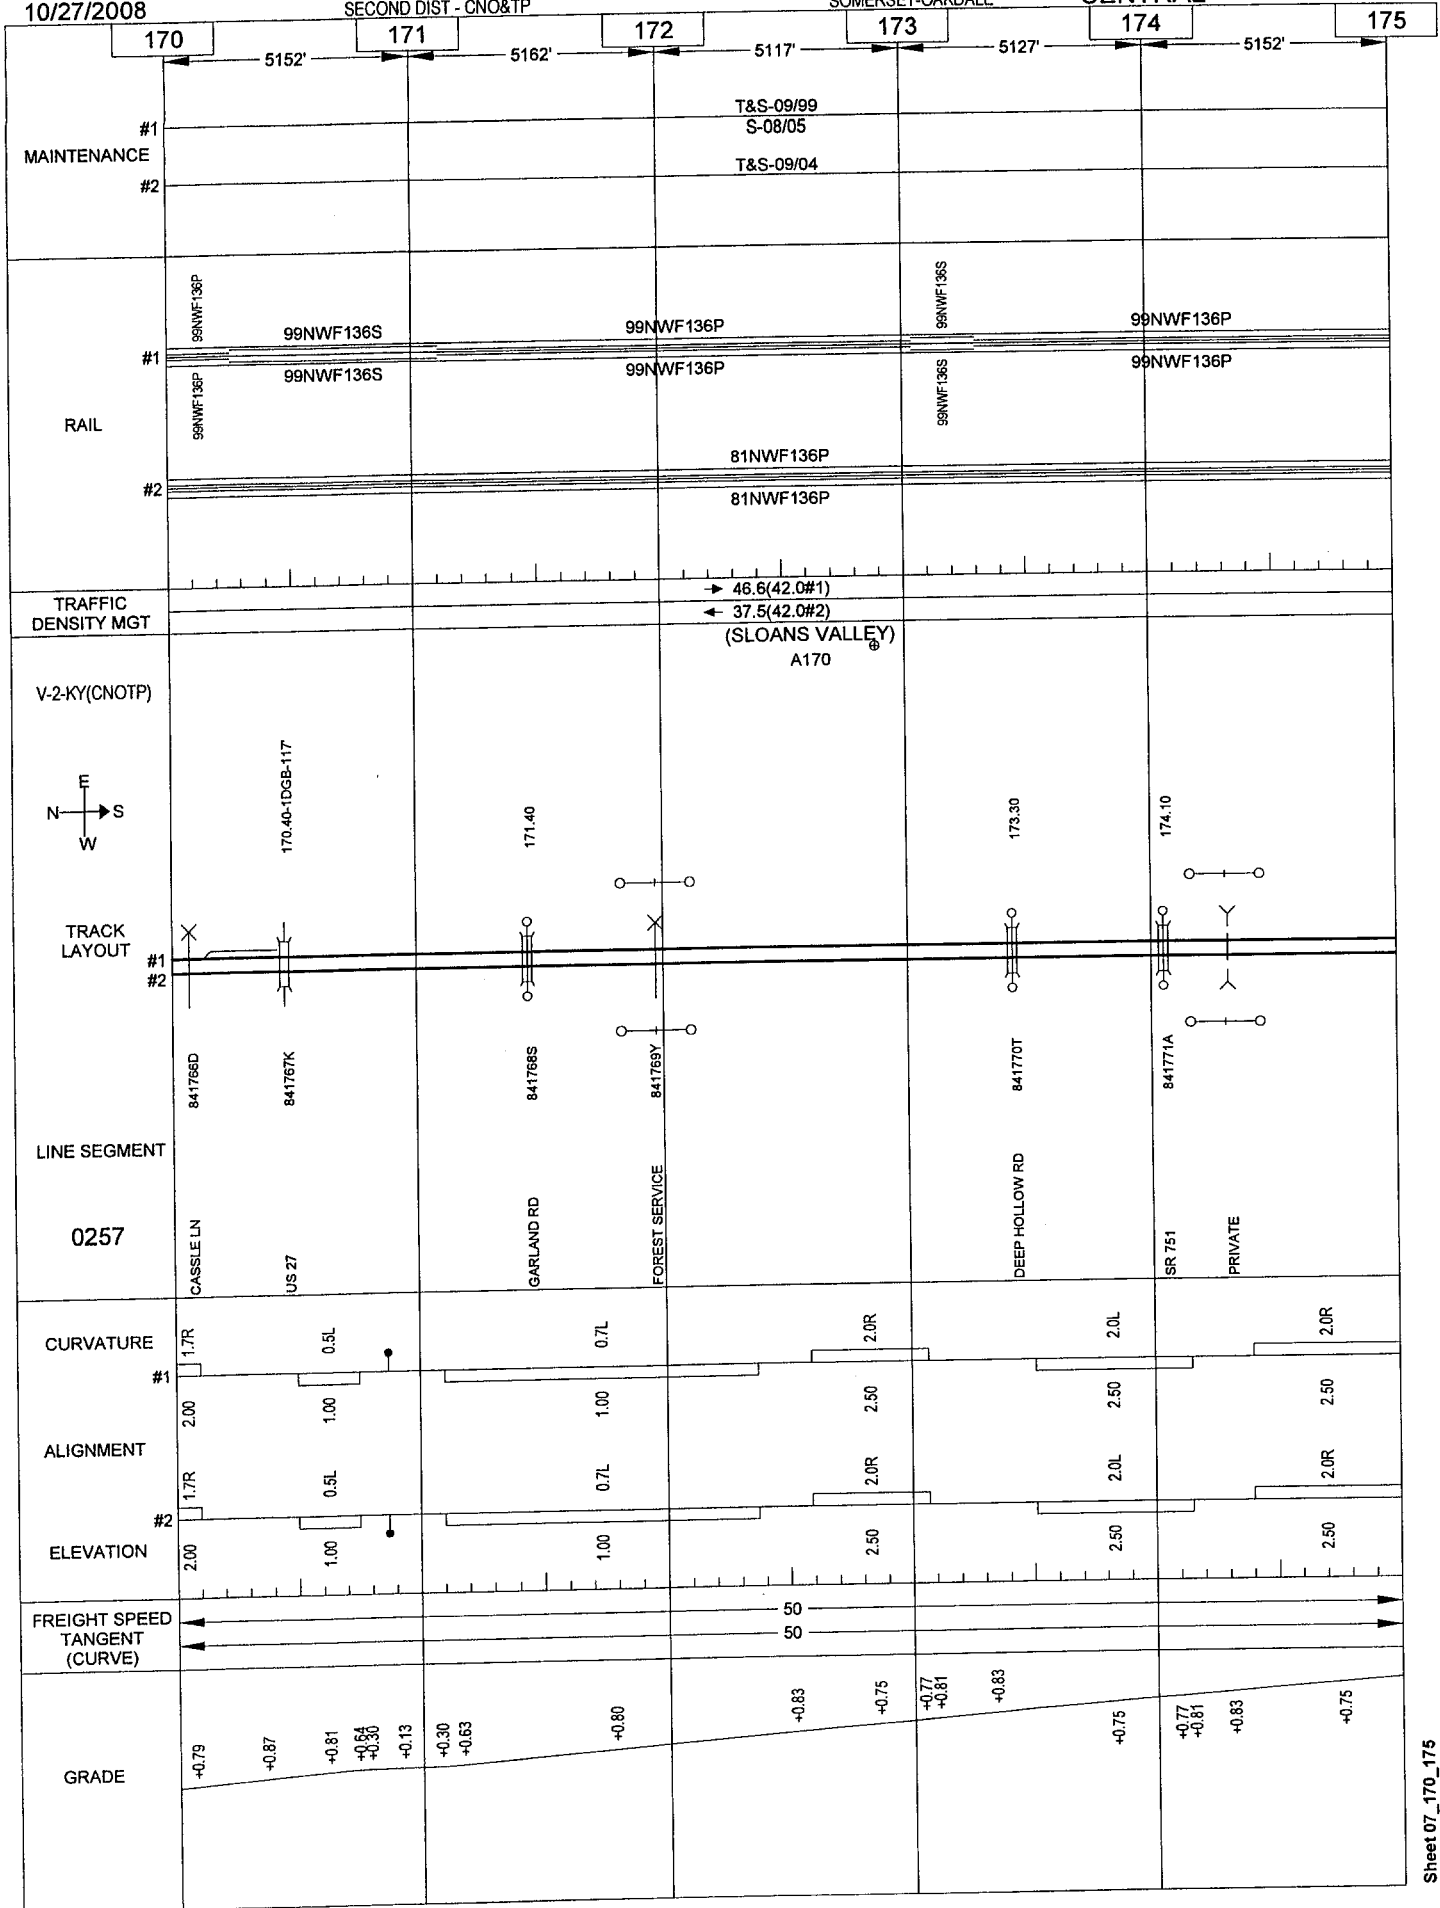 10/27/2008 SECOND DIST - CNO&TP SOMERSET-OAKDALE CENTRAL
170 171 172 173 174 175
5152' 5162' 5117' 5127' 5152'
MAINTENANCE
#1 T&S-09/99
S-08/05
#2 T&S-09/04
RAIL
99NWF136P 99NWF136S
99NWF136S 99NWF136P 99NWF136P
#1
99NWF136S 99NWF136P 99NWF136P
99NWF136P 99NWF136S
81NWF136P
#2
81NWF136P
TRAFFIC
DENSITY MGT
46.6(42.0#1)
37.5(42.0#2)
(SLOANS VALLEY)
A170
V-2-KY(CNOTP)
E
N S
W
170.40-1DGB-117' 171.40 173.30 174.10
TRACK
LAYOUT
#1
#2
841766D 841767K 841768S 841769Y 841770T 841771A
LINE SEGMENT
0257
CASSLE LN US 27 GARLAND RD FOREST SERVICE DEEP HOLLOW RD SR 751 PRIVATE
CURVATURE
1.7R 0.5L 0.7L 2.0R 2.0L 2.0R
#1
2.00 1.00 1.00 2.50 2.50 2.50
ALIGNMENT
1.7R 0.5L 0.7L 2.0R 2.0L 2.0R
#2
ELEVATION
2.00 1.00 1.00 2.50 2.50 2.50
FREIGHT SPEED
TANGENT
(CURVE)
50
50
GRADE
+0.79 +0.87 +0.81 +0.64 +0.30 +0.13 +0.30 +0.63 +0.80 +0.83 +0.75 +0.77 +0.81 +0.83 +0.75 +0.77 +0.81 +0.83 +0.75
Sheet 07_170_175